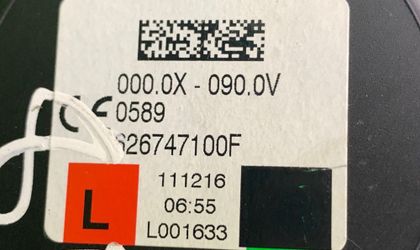 000.0X - 090.0V
CE 0589
626747100F
L
111216
06:55
L001633